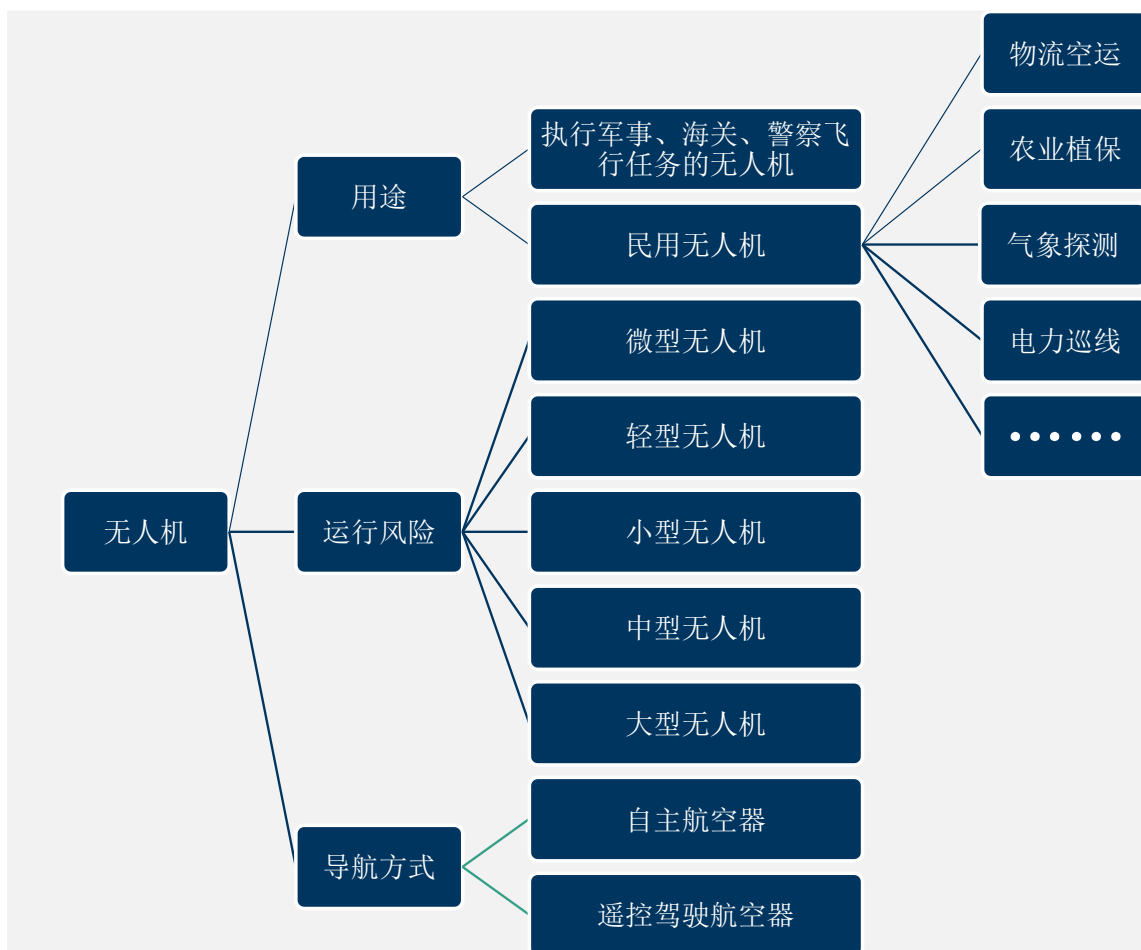 无人机
用途
执行军事、海关、警察飞
行任务的无人机
民用无人机
物流空运
农业植保
气象探测
电力巡线
••••••
运行风险
微型无人机
轻型无人机
小型无人机
中型无人机
大型无人机
导航方式
自主航空器
遥控驾驶航空器